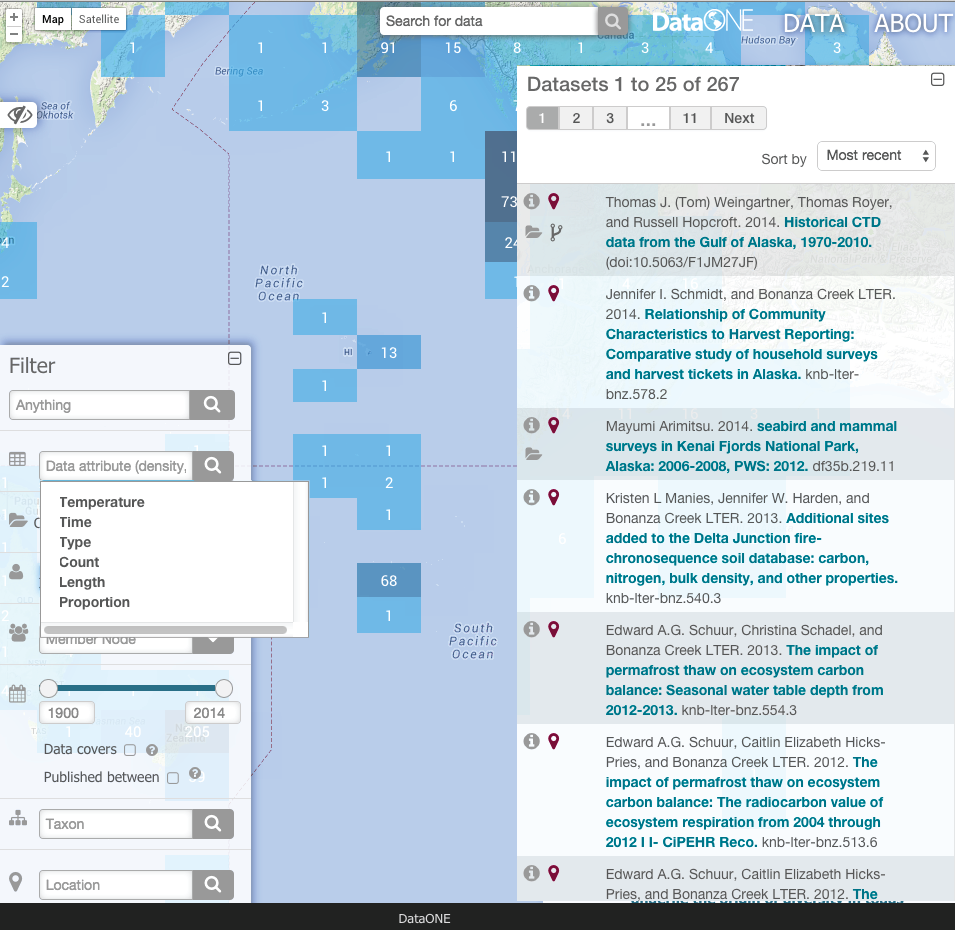 +
−
Map
Satellite
Search for data
DataONE
DATA
ABOUT
1
1
1
91
15
8
1
3
4
3
Canada
Hudson Bay
Bering Sea
Sea of
Okhotsk
1
3
6
1
1
11
73
4
24
2
North
Pacific
Ocean
1
HI
13
1
1
1
1
2
1
68
1
South
Pacific
Ocean
Datasets 1 to 25 of 267
1
2
3
...
11
Next
Sort by
Most recent
Thomas J. (Tom) Weingartner, Thomas Royer,
and Russell Hopcroft. 2014. Historical CTD
data from the Gulf of Alaska, 1970-2010.
(doi:10.5063/F1JM27JF)
Jennifer I. Schmidt, and Bonanza Creek LTER.
2014. Relationship of Community
Characteristics to Harvest Reporting:
Comparative study of household surveys
and harvest tickets in Alaska. knb-lter-
bnz.578.2
Mayumi Arimitsu. 2014. seabird and mammal
surveys in Kenai Fjords National Park,
Alaska: 2006-2008, PWS: 2012. df35b.219.11
Kristen L Manies, Jennifer W. Harden, and
Bonanza Creek LTER. 2013. Additional sites
added to the Delta Junction fire-
chronosequence soil database: carbon,
nitrogen, bulk density, and other properties.
knb-lter-bnz.540.3
Edward A.G. Schuur, Christina Schadel, and
Bonanza Creek LTER. 2013. The impact of
permafrost thaw on ecosystem carbon
balance: Seasonal water table depth from
2012-2013. knb-lter-bnz.554.3
Edward A.G. Schuur, Caitlin Elizabeth Hicks-
Pries, and Bonanza Creek LTER. 2012. The
impact of permafrost thaw on ecosystem
carbon balance: The radiocarbon value of
ecosystem respiration from 2004 through
2012 I I- CiPEHR Reco. knb-lter-bnz.513.6
Edward A.G. Schuur, Caitlin Elizabeth Hicks-
Pries, and Bonanza Creek LTER. 2012. The
Filter
Anything
Data attribute (density,
Temperature
Time
Type
Count
Length
Proportion
Member Node
1900
2014
1
40
205
Data covers
?
Published between
?
Taxon
Location
DataONE